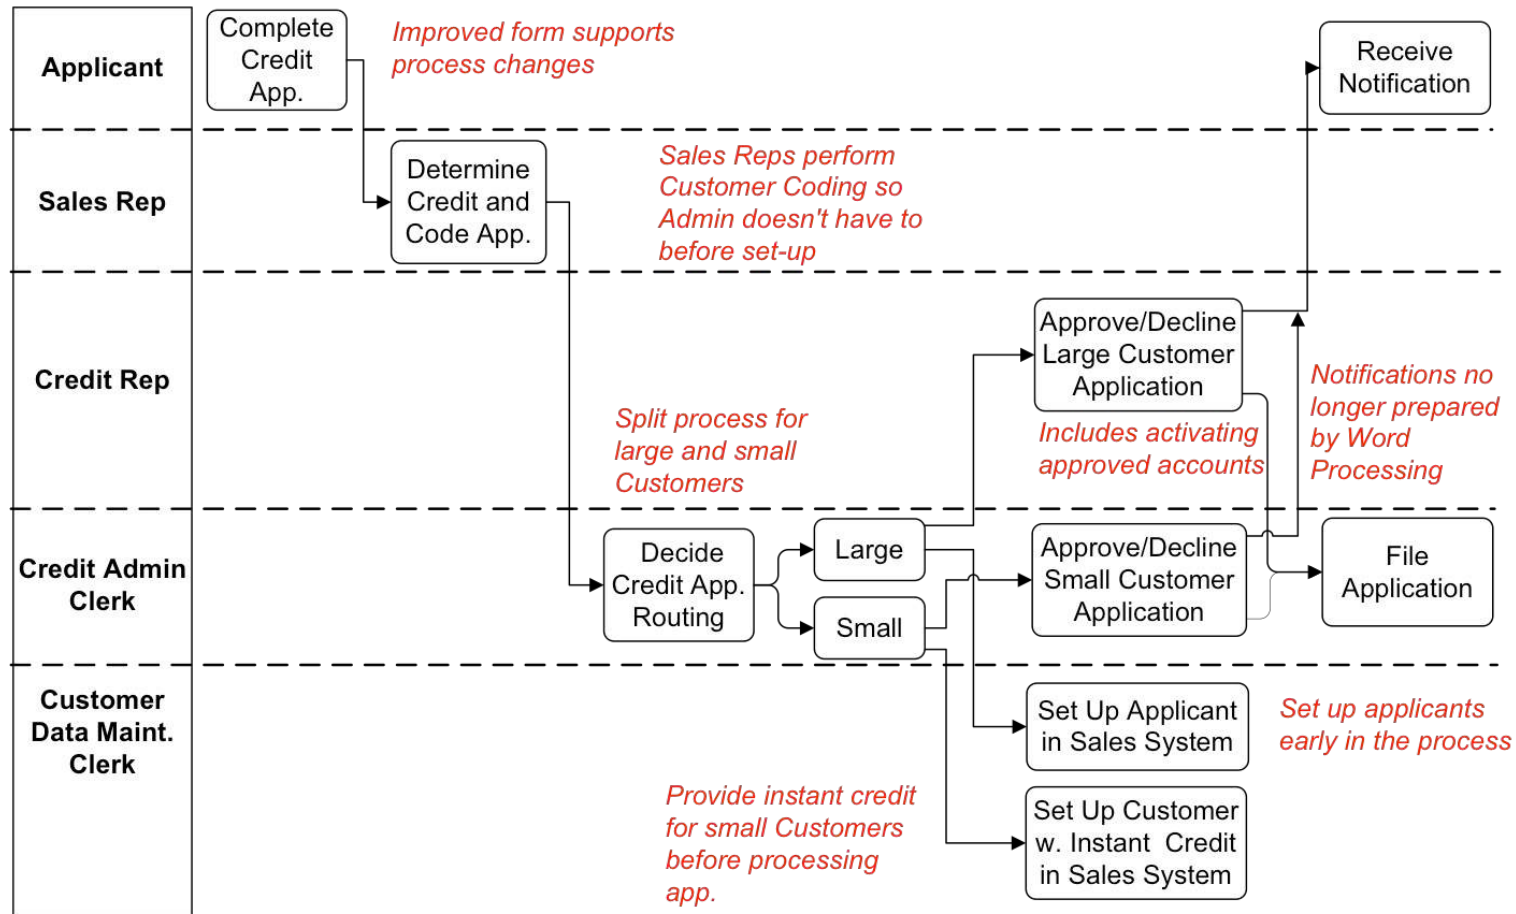 Applicant
Complete
Credit
App.
Improved form supports
process changes
Receive
Notification
Sales Rep
Determine
Credit and
Code App.
Sales Reps perform
Customer Coding so
Admin doesn't have to
before set-up
Credit Rep
Approve/Decline
Large Customer
Application
Includes activating
approved accounts
Notifications no
longer prepared
by Word
Processing
Split process for
large and small
Customers
Credit Admin
Clerk
Decide
Credit App.
Routing
Large
Small
Approve/Decline
Small Customer
Application
File
Application
Customer
Data Maint.
Clerk
Set Up Applicant
in Sales System
Set up applicants
early in the process
Provide instant credit
for small Customers
before processing
app.
Set Up Customer
w. Instant Credit
in Sales System